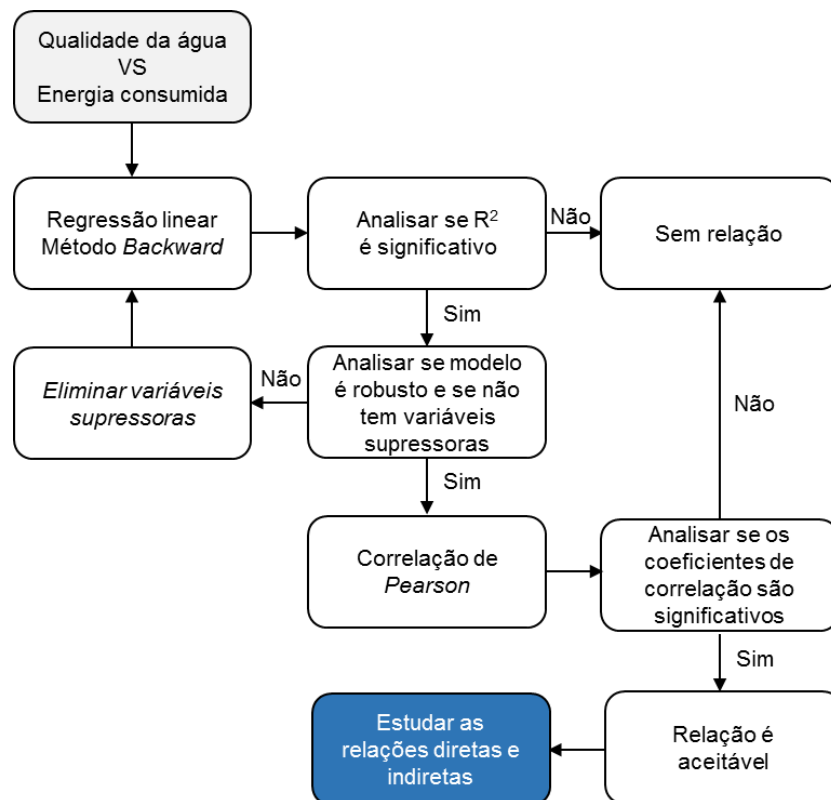 Qualidade da água
VS
Energia consumida
Regressão linear
Método Backward
Analisar se R²
é significativo
Não
Sem relação
Sim
Eliminar variáveis
supressoras
Não
Analisar se modelo
é robusto e se não
tem variáveis
supressoras
Não
Sim
Correlação de
Pearson
Analisar se os
coeficientes de
correlação são
significativos
Sim
Estudar as
relações diretas e
indiretas
Relação é
aceitável